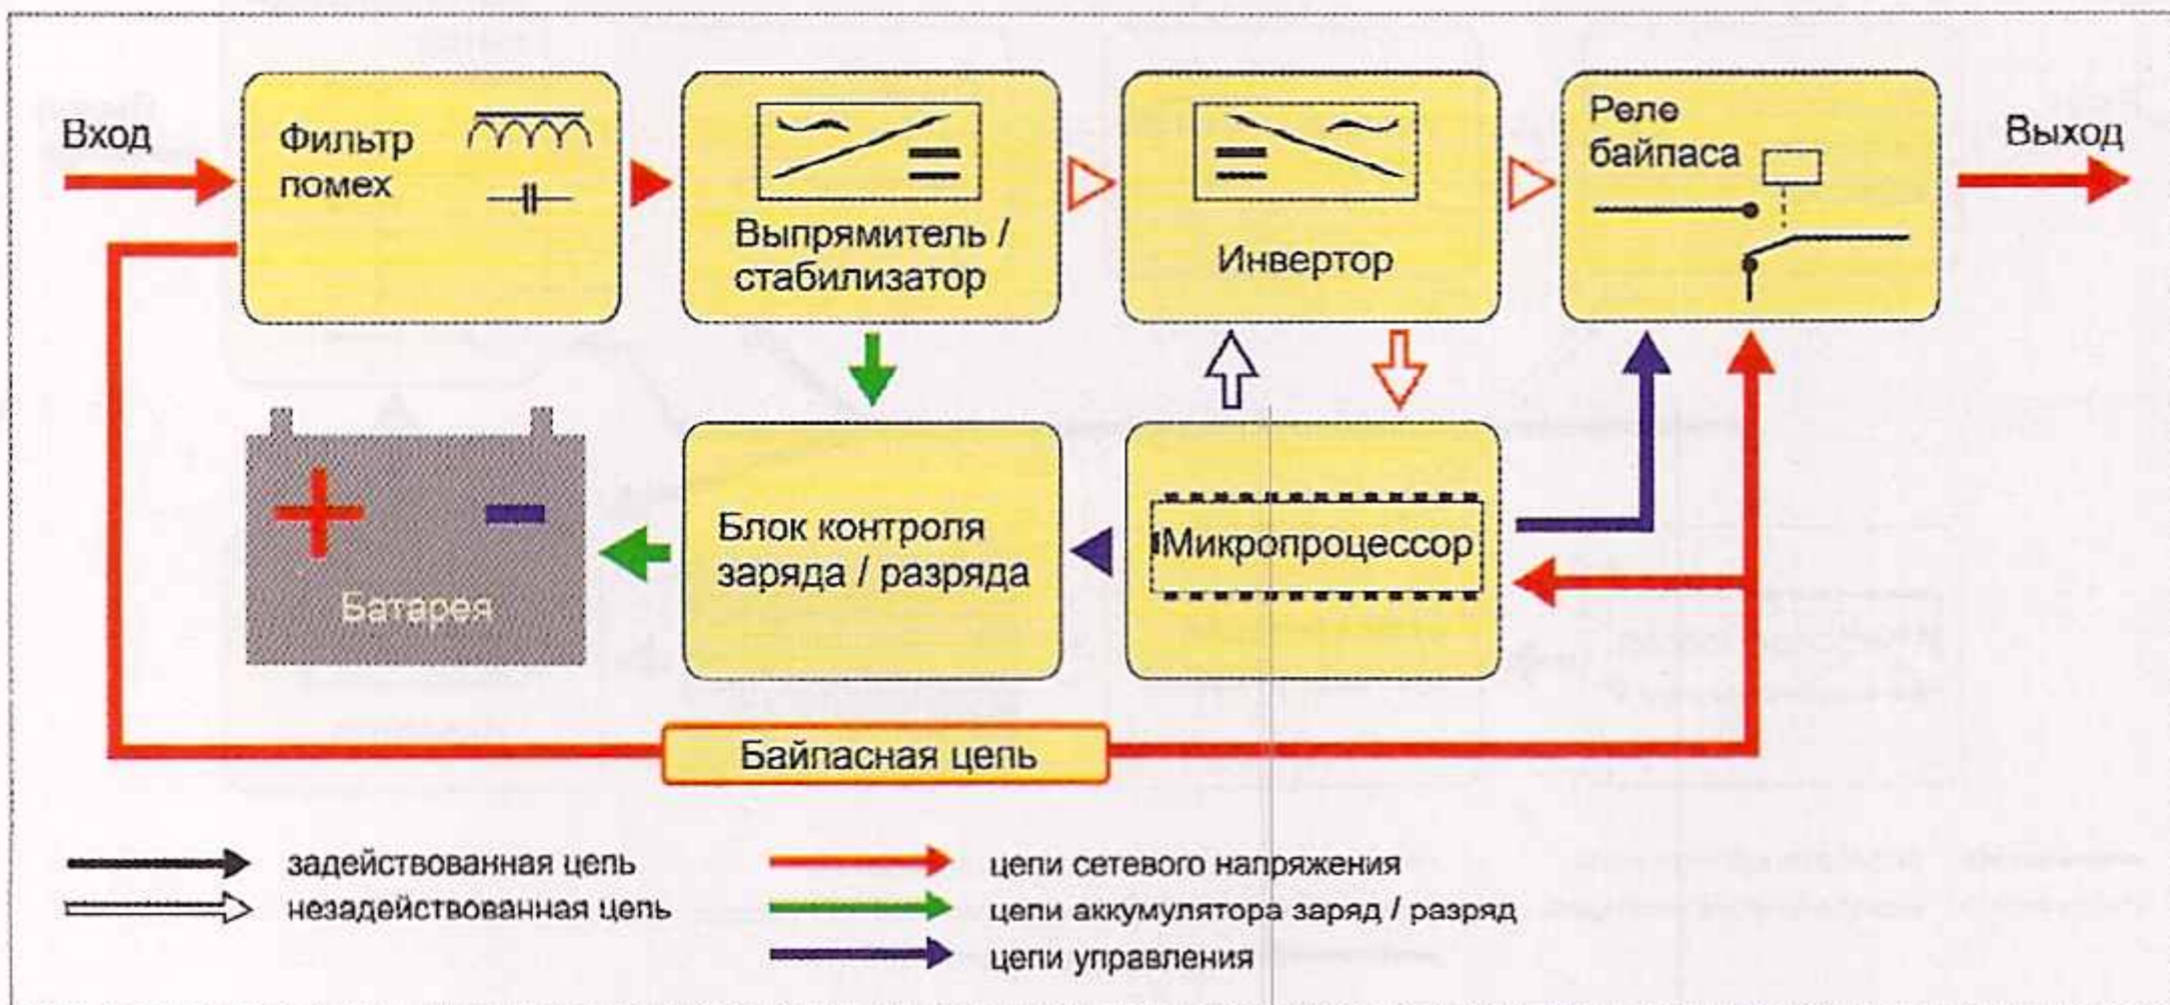 Вход
Фильтр
помех
Выпрямитель /
стабилизатор
Инвертор
Реле
байпаса
Выход
Батарея
Блок контроля
заряда / разряда
Микропроцессор
Байпасная цепь
задействованная цепь
незадействованная цепь
цепи сетевого напряжения
цепи аккумулятора заряд / разряд
цепи управления